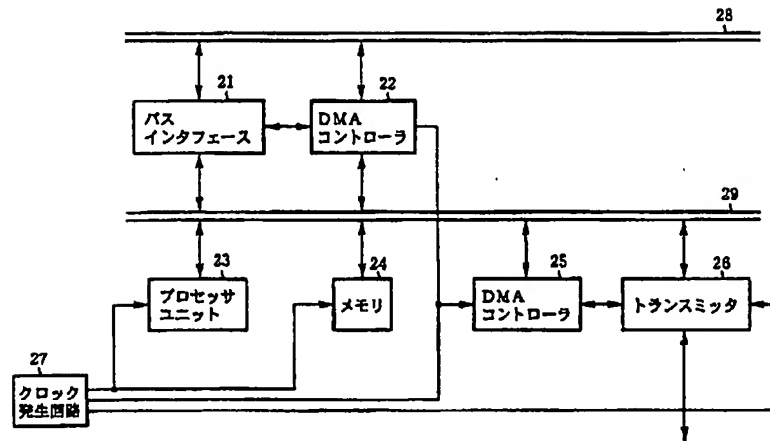 28
21
22
バス
インタフェース
DMA
コントローラ
29
23
24
25
26
プロセッサ
ユニット
メモリ
DMA
コントローラ
トランスミッタ
27
クロック
発生回路